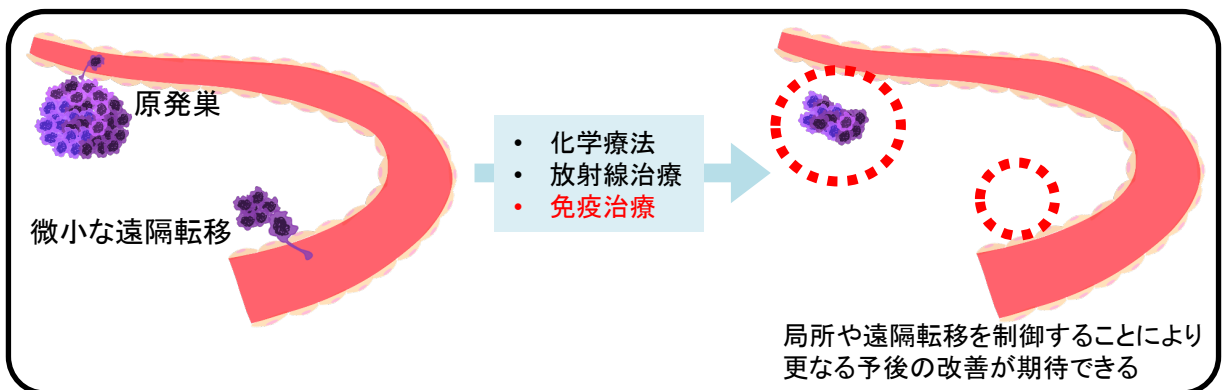 原発巣
微小な遠隔転移
• 化学療法
• 放射線治療
• 免疫治療
局所や遠隔転移を制御することにより
更なる予後の改善が期待できる